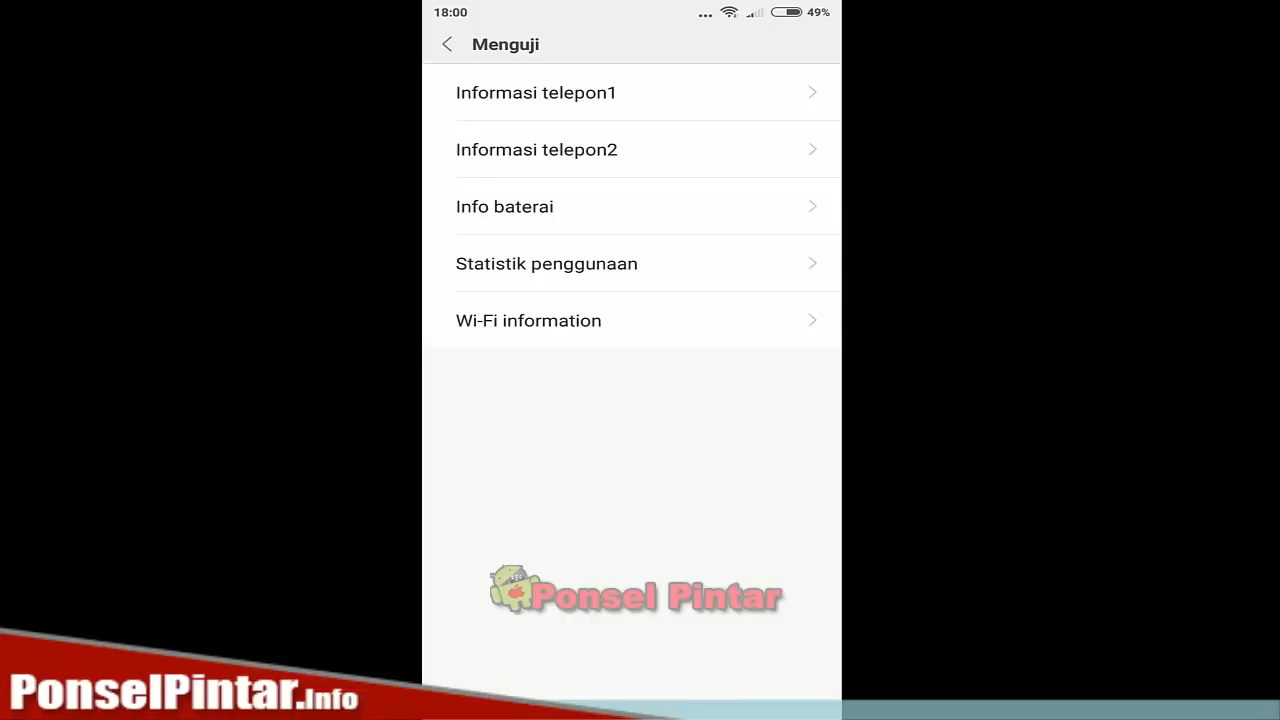 18:00
49%
Menguji
Informasi telepon1
Informasi telepon2
Info baterai
Statistik penggunaan
Wi-Fi information
Ponsel Pintar
PonselPintar.Info